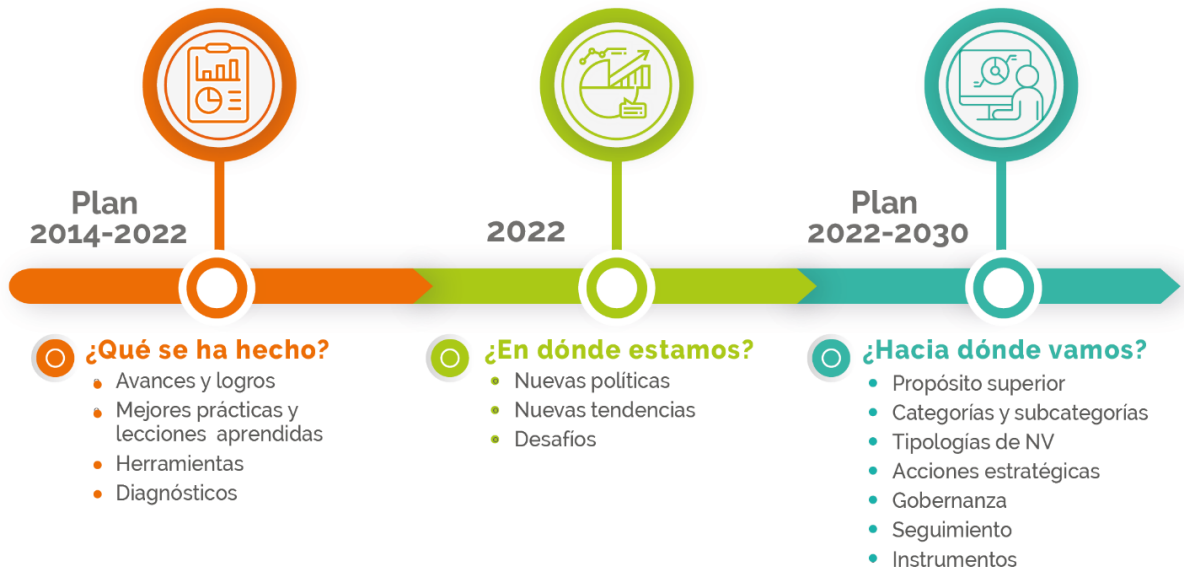 Plan
2014-2022
¿Qué se ha hecho?
Avances y logros
Mejores prácticas y
lecciones aprendidas
Herramientas
Diagnósticos
2022
¿En dónde estamos?
Nuevas políticas
Nuevas tendencias
Desafíos
Plan
2022-2030
¿Hacia dónde vamos?
Propósito superior
Categorías y subcategorías
Tipologías de NV
Acciones estratégicas
Gobernanza
Seguimiento
Instrumentos